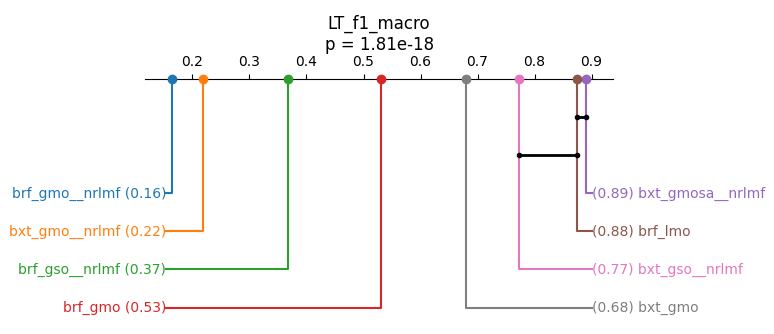 LT_f1_macro
p = 1.81e-18
0.2 0.3 0.4 0.5 0.6 0.7 0.8 0.9
brf_gmo__nrlmf (0.16)
(0.89) bxt_gmosa__nrlmf
bxt_gmo__nrlmf (0.22)
(0.88) brf_lmo
brf_gso__nrlmf (0.37)
(0.77) bxt_gso__nrlmf
brf_gmo (0.53)
(0.68) bxt_gmo